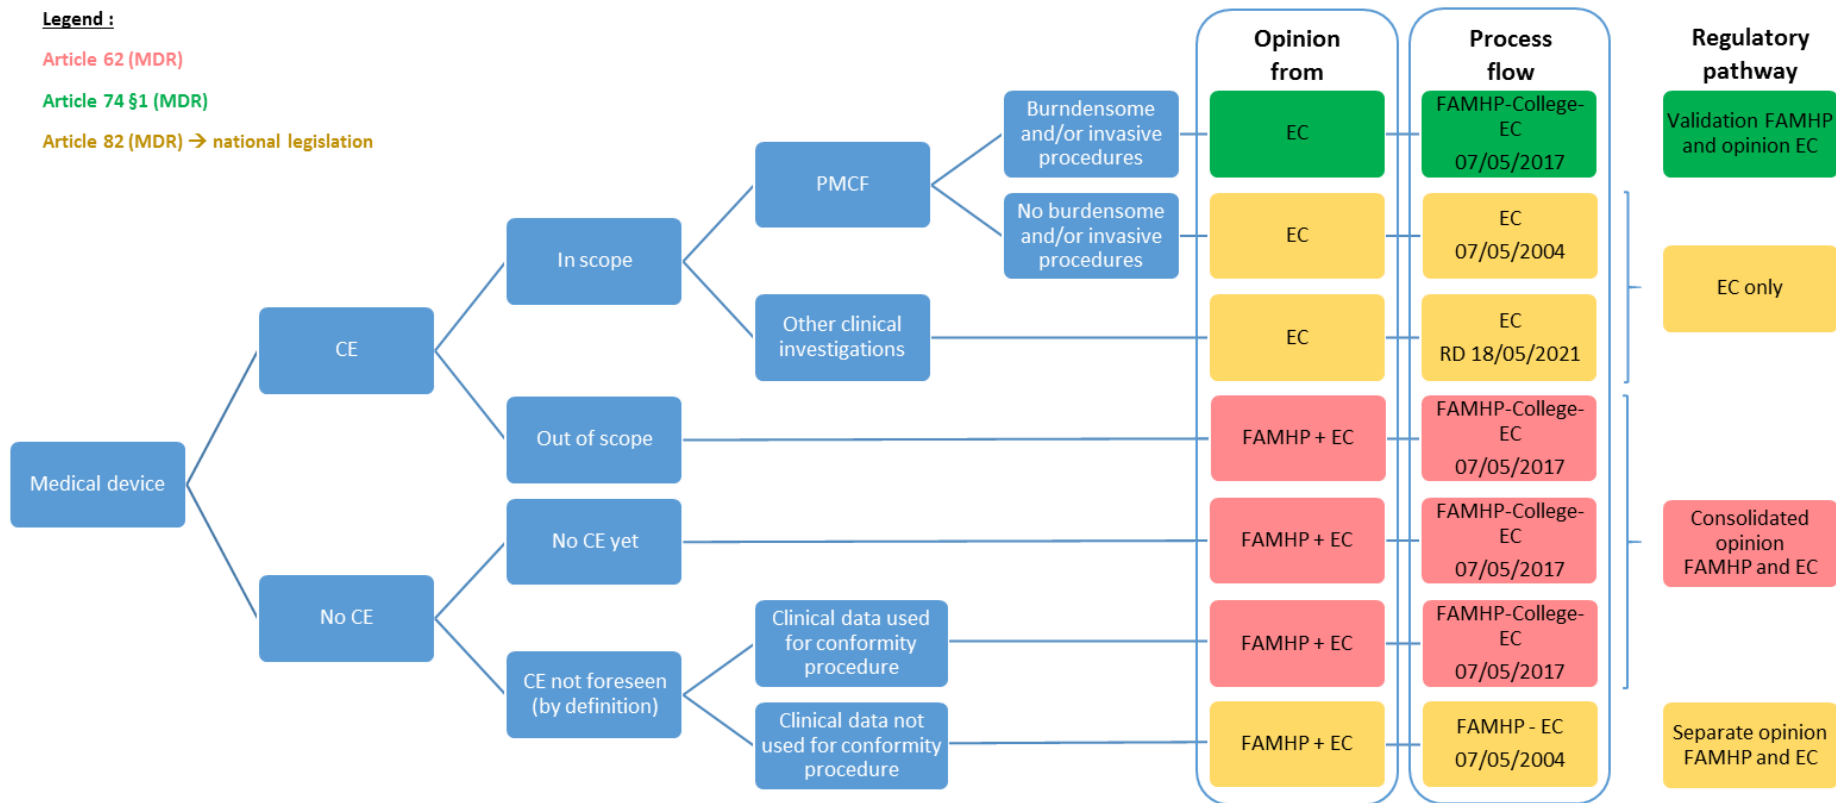 Legend :
Article 62 (MDR)
Article 74 §1 (MDR)
Article 82 (MDR) → national legislation
Opinion
from
Process
flow
Regulatory
pathway
Medical device
CE
No CE
In scope
Out of scope
No CE yet
CE not foreseen
(by definition)
PMCF
Other clinical
investigations
Clinical data used
for conformity
procedure
Clinical data not
used for conformity
procedure
Burndensome
and/or invasive
procedures
No burdensome
and/or invasive
procedures
EC
FAMHP-College-
EC
07/05/2017
Validation FAMHP
and opinion EC
EC
EC
07/05/2004
EC only
EC
EC
RD 18/05/2021
FAMHP + EC
FAMHP-College-
EC
07/05/2017
FAMHP + EC
FAMHP-College-
EC
07/05/2017
Consolidated
opinion
FAMHP and EC
FAMHP + EC
FAMHP-College-
EC
07/05/2017
FAMHP + EC
FAMHP - EC
07/05/2004
Separate opinion
FAMHP and EC